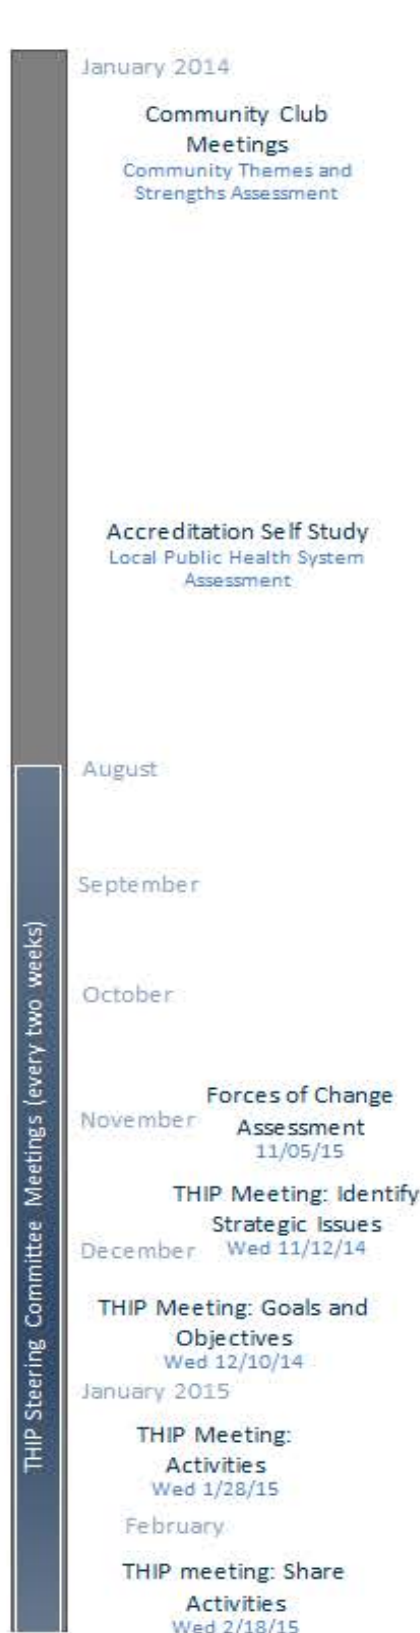 January 2014
Community Club
Meetings
Community Themes and
Strengths Assessment
Accreditation Self Study
Local Public Health System
Assessment
August
September
October
Forces of Change
November
Assessment
11/05/15
THIP Meeting: Identify
Strategic Issues
December
Wed 11/12/14
THIP Meeting: Goals and
Objectives
Wed 12/10/14
January 2015
THIP Meeting:
Activities
Wed 1/28/15
February
THIP meeting: Share
Activities
Wed 2/18/15
THIP Steering Committee Meetings (every two weeks)